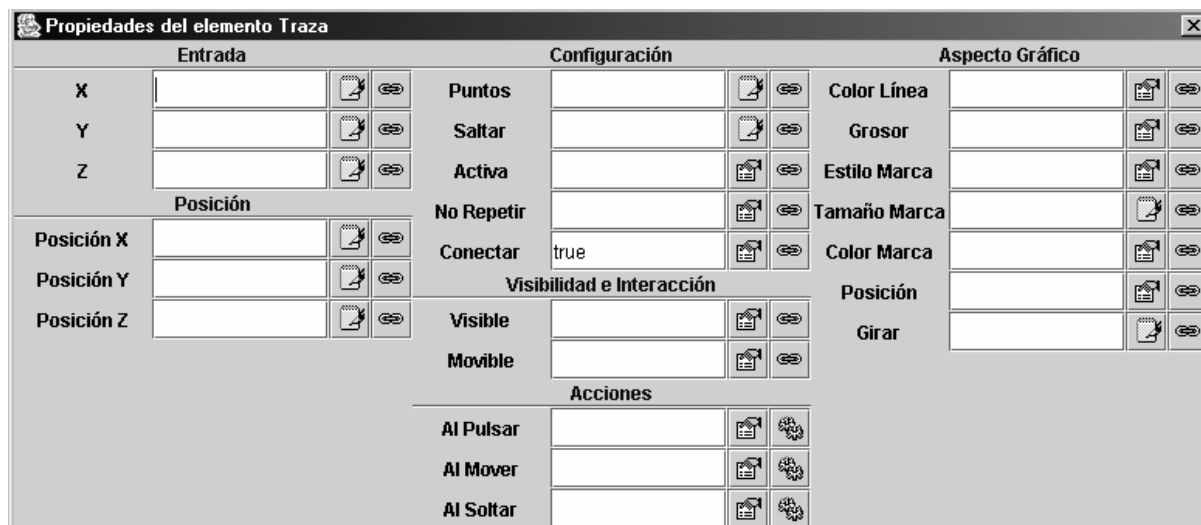 Propiedades del elemento Traza
Entrada
X
Y
Z
Posición
Posición X
Posición Y
Posición Z
Configuración
Puntos
Saltar
Activa
No Repetir
Conectar true
Visibilidad e Interacción
Visible
Movible
Acciones
Al Pulsar
Al Mover
Al Soltar
Aspecto Gráfico
Color Línea
Grosor
Estilo Marca
Tamaño Marca
Color Marca
Posición
Girar